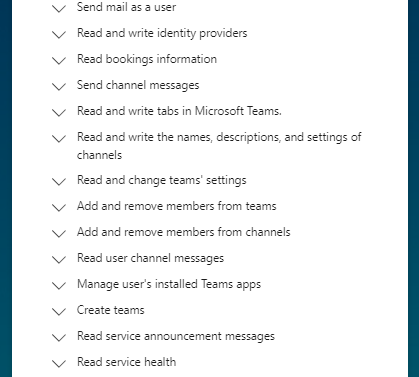 Send mail as a user
Read and write identity providers
Read bookings information
Send channel messages
Read and write tabs in Microsoft Teams.
Read and write the names, descriptions, and settings of
channels
Read and change teams' settings
Add and remove members from teams
Add and remove members from channels
Read user channel messages
Manage user's installed Teams apps
Create teams
Read service announcement messages
Read service health